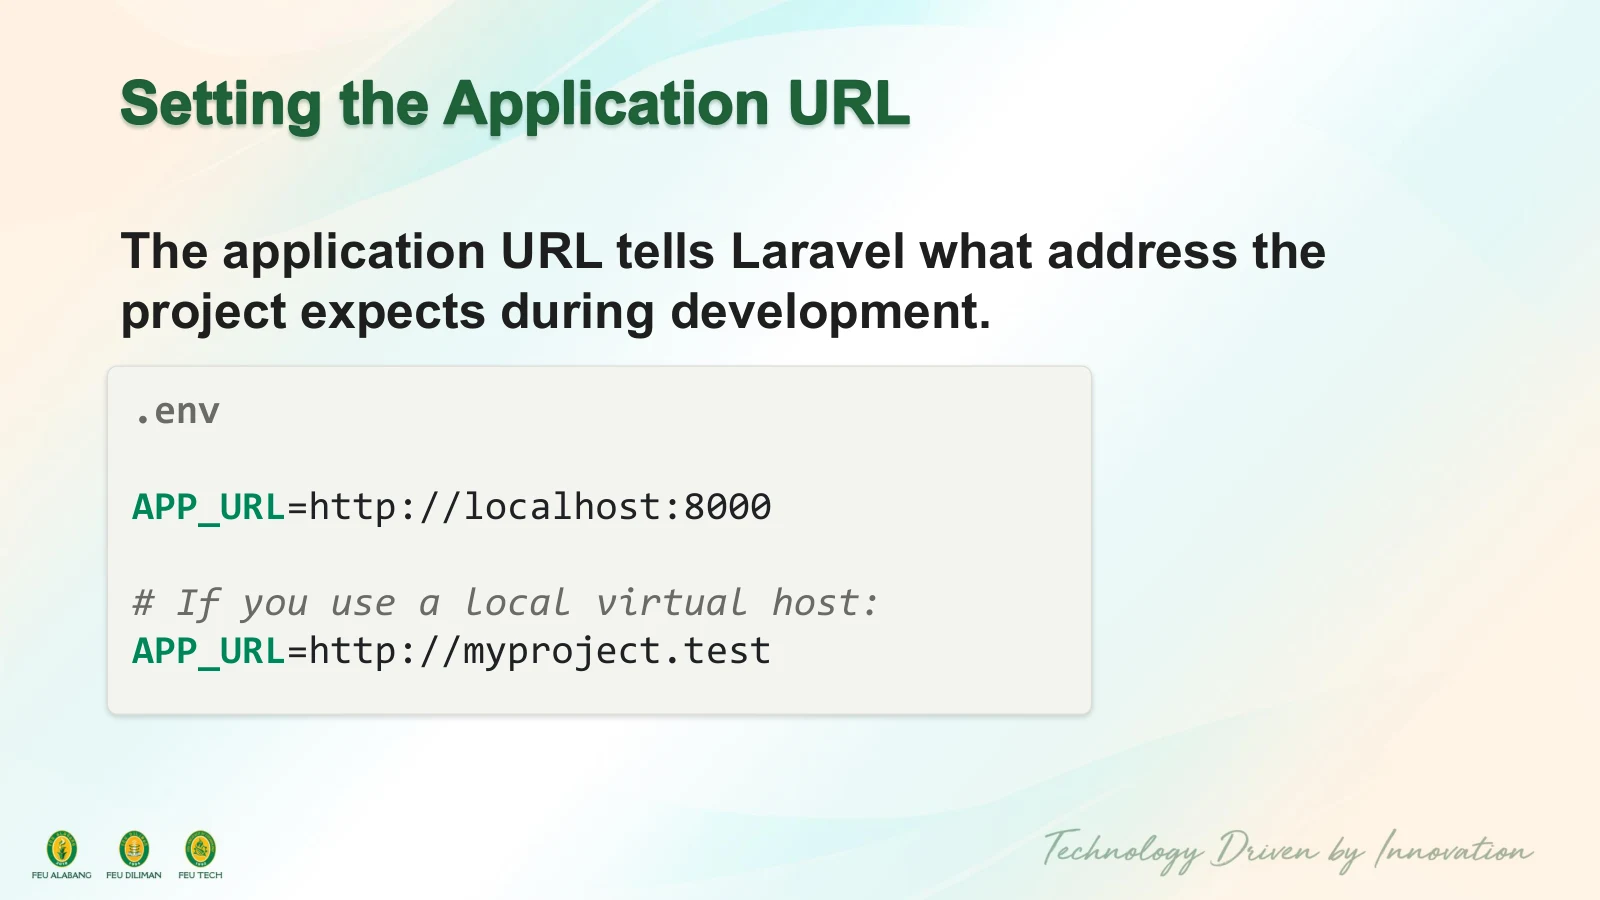 Setting the Application URL
The application URL tells Laravel what address the
project expects during development.
.env
APP_URL=http://localhost:8000
# If you use a local virtual host:
APP_URL=http://myproject.test
FEU ALABANG FEU DILIMAN FEU TECH
Technology Driven by Innovation